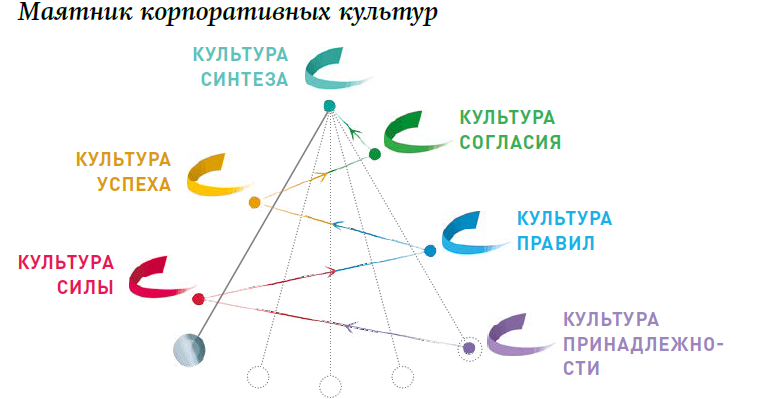 Маятник корпоративных культур
КУЛЬТУРА
СИНТЕЗА
КУЛЬТУРА
СОГЛАСИЯ
КУЛЬТУРА
УСПЕХА
КУЛЬТУРА
ПРАВИЛ
КУЛЬТУРА
СИЛЫ
КУЛЬТУРА
ПРИНАДЛЕЖНО-
СТИ